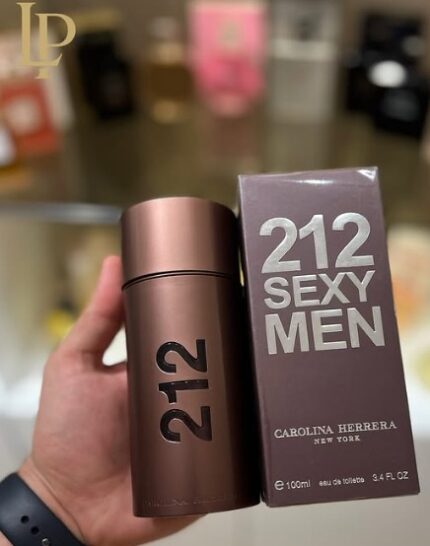 LP
212
212
SEXY
MEN
CAROLINA HERRERA
NEW YORK
℮ 100ml eau de toilette 3.4 FL OZ